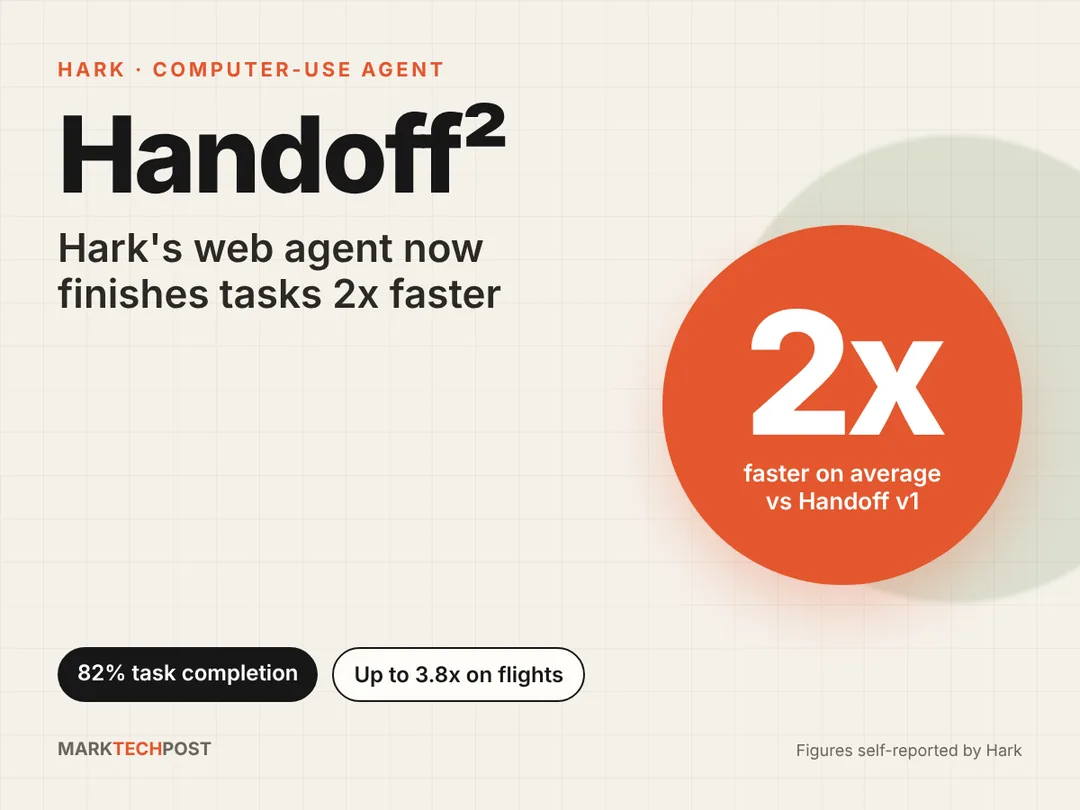 HARK · COMPUTER-USE AGENT
Handoff²
Hark's web agent now
finishes tasks 2x faster
2x
faster on average
vs Handoff v1
82% task completion
Up to 3.8x on flights
MARKTECHPOST
Figures self-reported by Hark